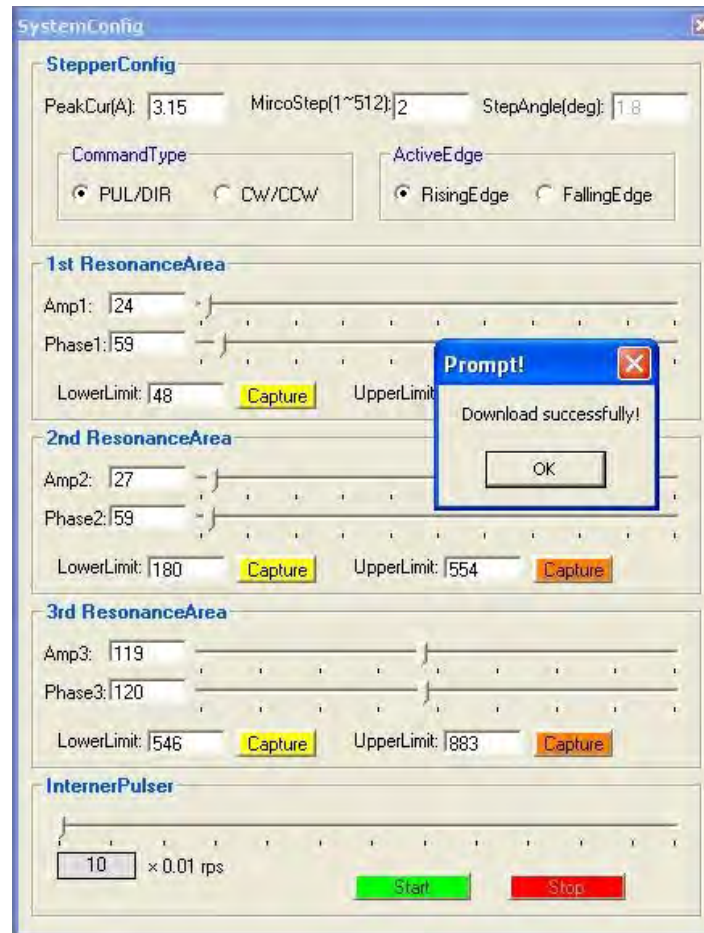 SystemConfig
StepperConfig
PeakCur(A): 3.15 MircoStep(1~512): 2 StepAngle(deg): 1.8
CommandType ActiveEdge
PUL/DIR CW/CCW RisingEdge FallingEdge
1st ResonanceArea
Amp1: 24
Phase1: 59
LowerLimit: 48 Capture UpperLimit
Prompt!
Download successfully!
OK
2nd ResonanceArea
Amp2: 27
Phase2: 59
LowerLimit: 180 Capture UpperLimit: 554 Capture
3rd ResonanceArea
Amp3: 119
Phase3: 120
LowerLimit: 546 Capture UpperLimit: 883 Capture
InternerPulser
10 × 0.01 rps
Start Stop